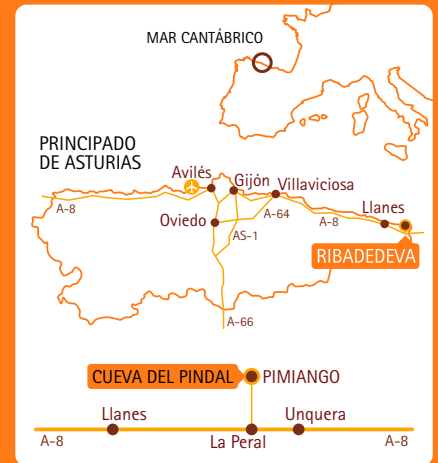 MAR CANTÁBRICO
PRINCIPADO
DE ASTURIAS
Avilés
Gijón
Villaviciosa
A-8
Oviedo
AS-1
A-64
A-8
Llanes
RIBADEDEVA
A-66
CUEVA DEL PINDAL
PIMIANGO
Llanes
Unquera
A-8
La Peral
A-8